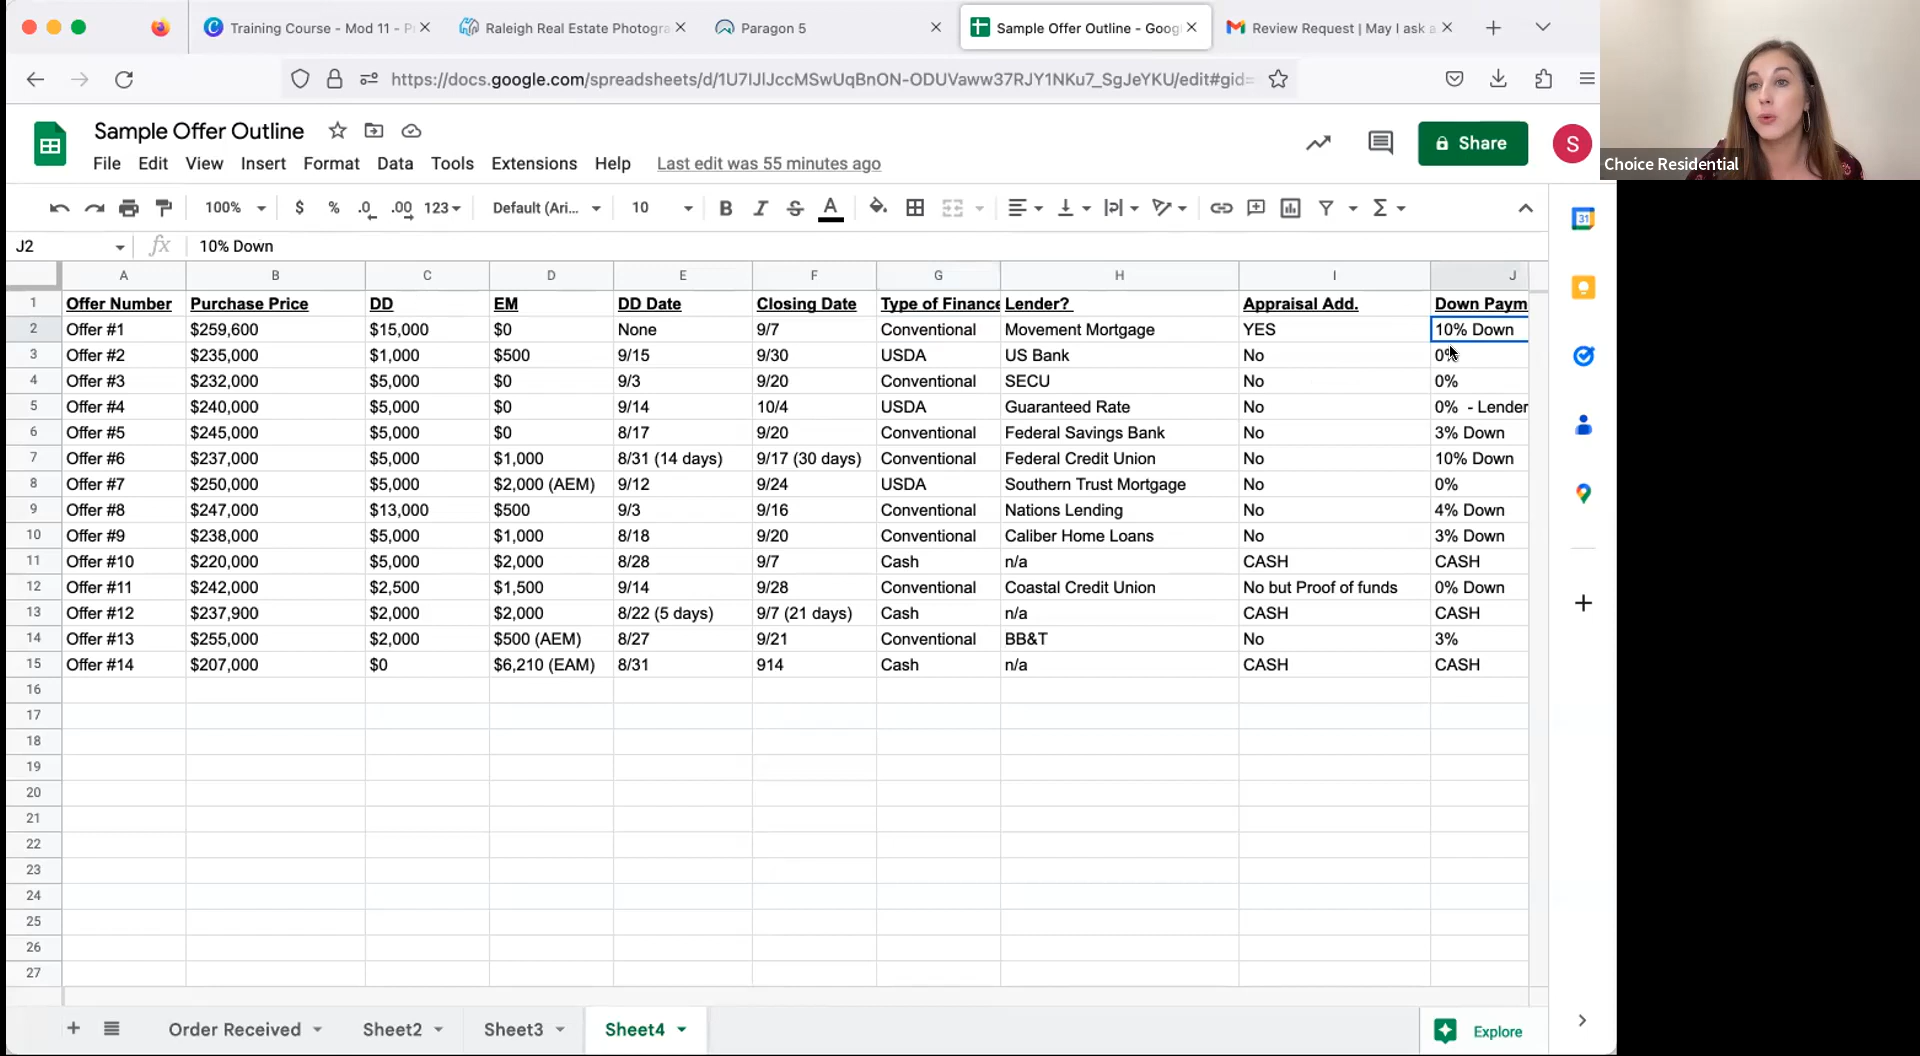 Training Course - Mod 11 - P
Raleigh Real Estate Photogra
Paragon 5
Sample Offer Outline - Goog
Review Request | May I ask a
https://docs.google.com/spreadsheets/d/1U7lJlJccMSwUqBnON-ODUVaww37RJY1NKu7_SgJeYKU/edit#gid=
Choice Residential
Sample Offer Outline
File Edit View Insert Format Data Tools Extensions Help Last edit was 55 minutes ago
Share
S
100% $ % .0 .00 123 Default (Ari... 10 B I S A
31
J2 fx 10% Down
A B C D E F G H I J
1 Offer Number Purchase Price DD EM DD Date Closing Date Type of Finance Lender? Appraisal Add. Down Paym
2 Offer #1 $259,600 $15,000 $0 None 9/7 Conventional Movement Mortgage YES 10% Down
3 Offer #2 $235,000 $1,000 $500 9/15 9/30 USDA US Bank No 0%
4 Offer #3 $232,000 $5,000 $0 9/3 9/20 Conventional SECU No 0%
5 Offer #4 $240,000 $5,000 $0 9/14 10/4 USDA Guaranteed Rate No 0% - Lender
6 Offer #5 $245,000 $5,000 $0 8/17 9/20 Conventional Federal Savings Bank No 3% Down
7 Offer #6 $237,000 $5,000 $1,000 8/31 (14 days) 9/17 (30 days) Conventional Federal Credit Union No 10% Down
8 Offer #7 $250,000 $5,000 $2,000 (AEM) 9/12 9/24 USDA Southern Trust Mortgage No 0%
9 Offer #8 $247,000 $13,000 $500 9/3 9/16 Conventional Nations Lending No 4% Down
10 Offer #9 $238,000 $5,000 $1,000 8/18 9/20 Conventional Caliber Home Loans No 3% Down
11 Offer #10 $220,000 $5,000 $2,000 8/28 9/7 Cash n/a CASH CASH
12 Offer #11 $242,000 $2,500 $1,500 9/14 9/28 Conventional Coastal Credit Union No but Proof of funds 0% Down
13 Offer #12 $237,900 $2,000 $2,000 8/22 (5 days) 9/7 (21 days) Cash n/a CASH CASH
14 Offer #13 $255,000 $2,000 $500 (AEM) 8/27 9/21 Conventional BB&T No 3%
15 Offer #14 $207,000 $0 $6,210 (EAM) 8/31 914 Cash n/a CASH CASH
16
17
18
19
20
21
22
23
24
25
26
27
Order Received Sheet2 Sheet3 Sheet4 Explore